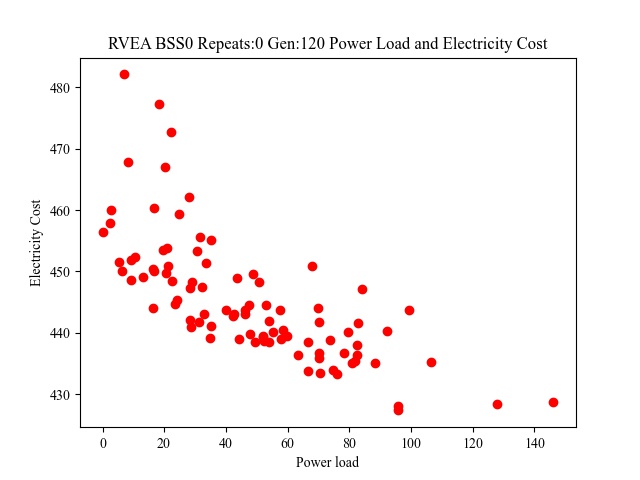 RVEA BSS0 Repeats:0 Gen:120 Power Load and Electricity Cost
480
470
460
450
440
430
Electricity Cost
0 20 40 60 80 100 120 140
Power load